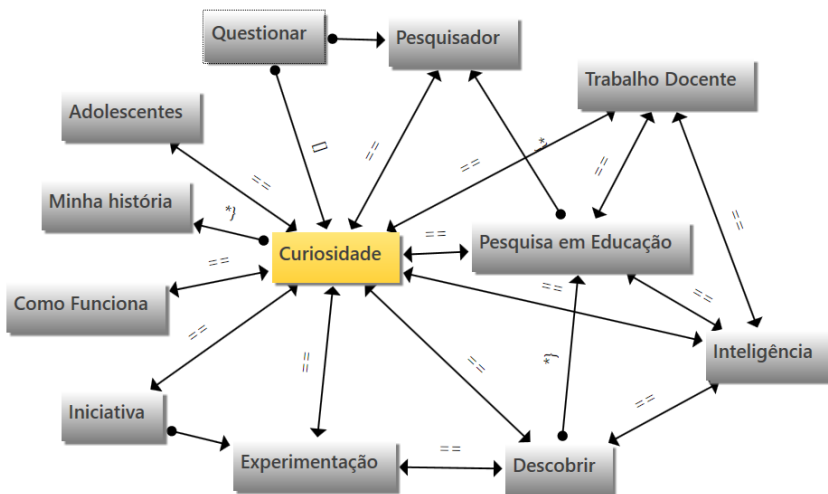 Questionar
Pesquisador
Trabalho Docente
Adolescentes
[]
==
==
*}
==
==
==
Minha história
*}
Curiosidade
==
Pesquisa em Educação
==
Como Funciona
==
==
==
Inteligência
==
==
==
*}
==
Iniciativa
==
Experimentação
Descobrir